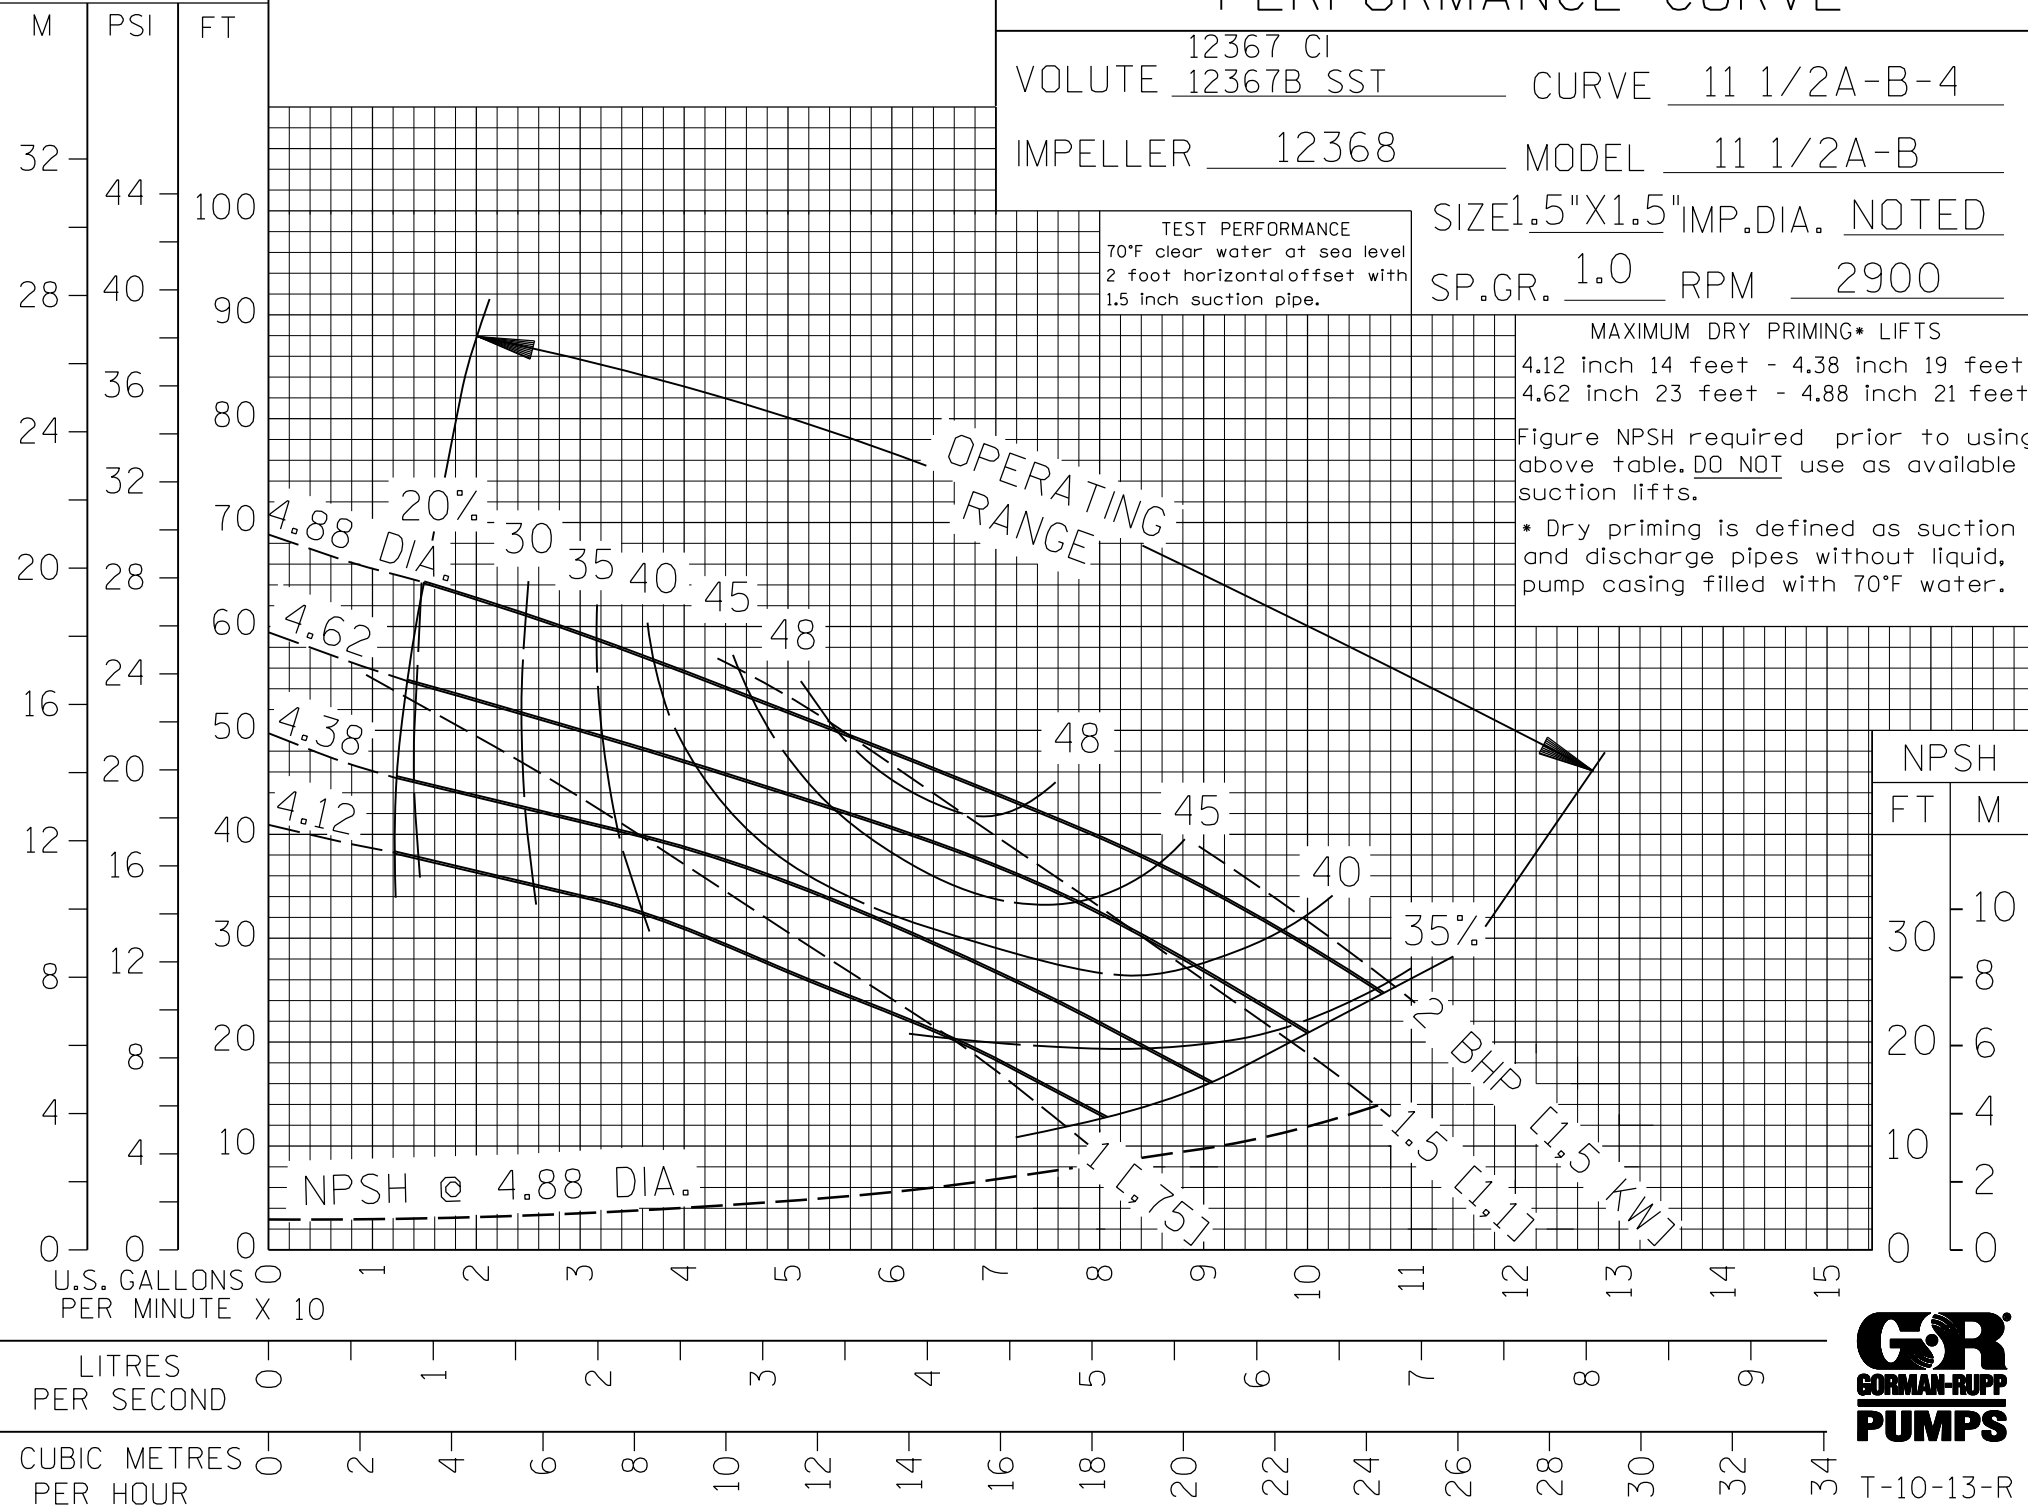 PERFORMANCE CURVE
M PSI FT
VOLUTE 12367 CI
12367B SST
CURVE 11 1/2A-B-4
IMPELLER 12368
MODEL 11 1/2A-B
SIZE 1.5"X1.5" IMP.DIA. NOTED
SP.GR. 1.0 RPM 2900
TEST PERFORMANCE
70°F clear water at sea level
2 foot horizontal offset with
1.5 inch suction pipe.
MAXIMUM DRY PRIMING* LIFTS
4.12 inch 14 feet - 4.38 inch 19 feet
4.62 inch 23 feet - 4.88 inch 21 feet
Figure NPSH required prior to using
above table. DO NOT use as available
suction lifts.
* Dry priming is defined as suction
and discharge pipes without liquid,
pump casing filled with 70°F water.
32
28
24
20
16
12
8
4
0
44
40
36
32
28
24
20
16
12
8
4
0
100
90
80
70
60
50
40
30
20
10
0
OPERATING
RANGE
4.88 DIA.
4.62
4.38
4.12
20%
30
35
40
45
48
48
45
40
35%
2 BHP [1,5 KW]
1.5 [1,1]
1 [,75]
NPSH @ 4.88 DIA.
NPSH
FT M
30
20
10
0
10
8
6
4
2
0
U.S. GALLONS
PER MINUTE X 10
0 1 2 3 4 5 6 7 8 9 10 11 12 13 14 15
LITRES
PER SECOND
0 1 2 3 4 5 6 7 8 9
CUBIC METRES
PER HOUR
0 2 4 6 8 10 12 14 16 18 20 22 24 26 28 30 32 34
GR
GORMAN-RUPP
PUMPS
T-10-13-R